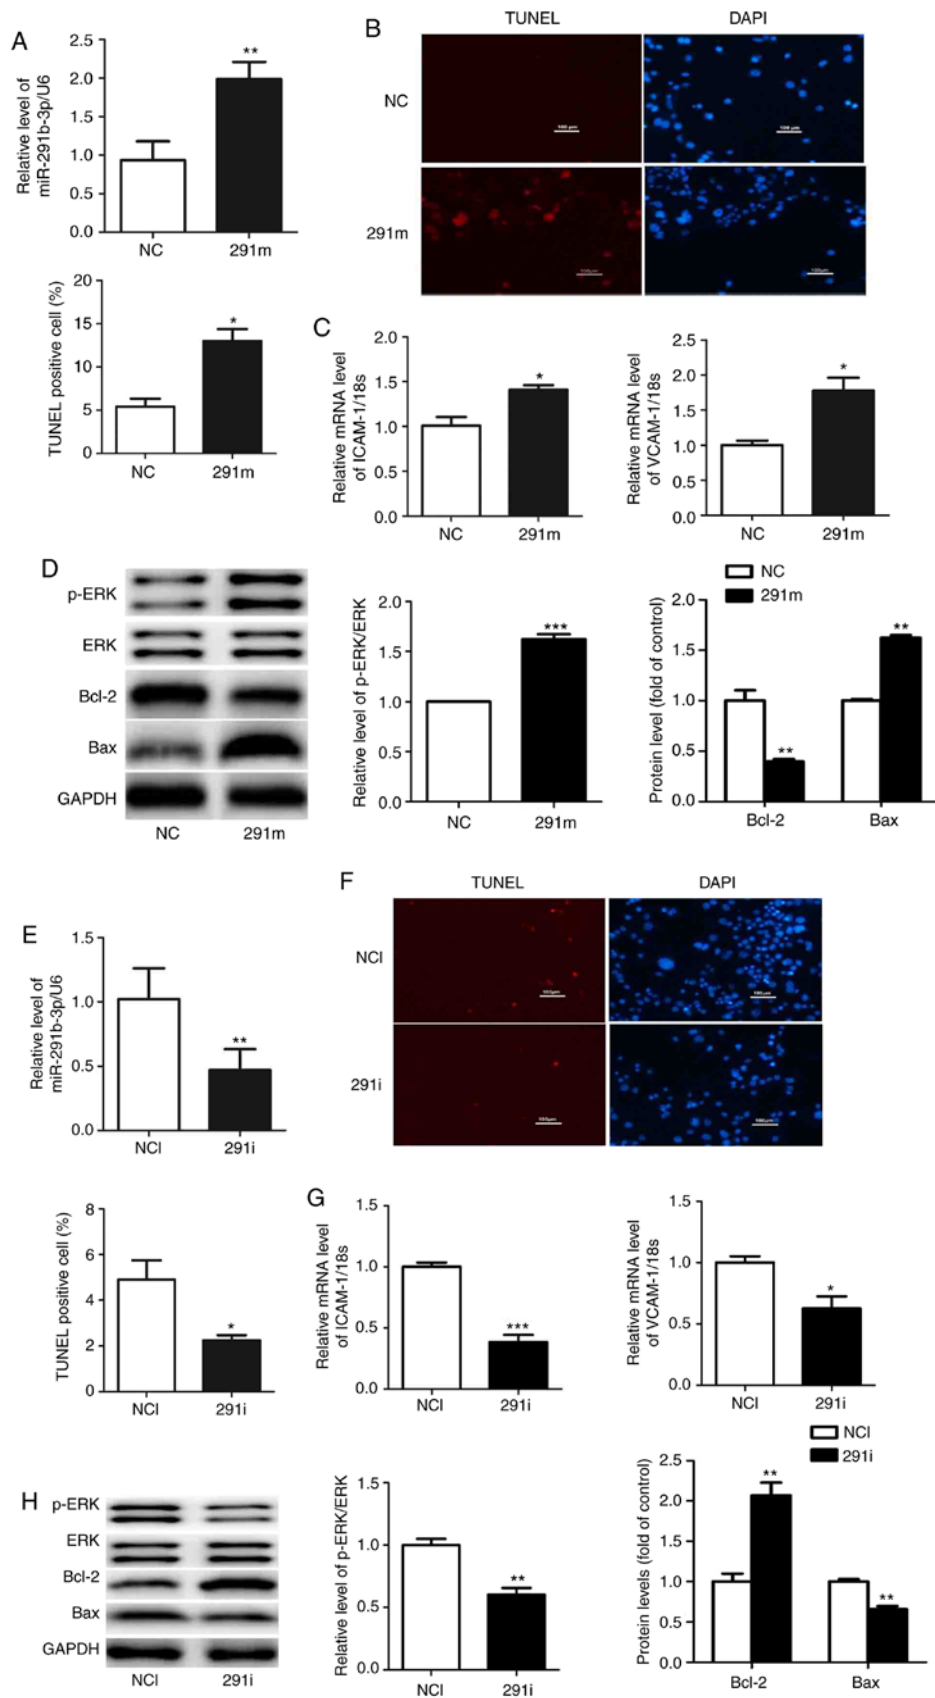 A
Relative level of
miR-291b-3p/U6
2.5
2.0
1.5
1.0
0.5
0.0
**
NC
291m
TUNEL positive cell (%)
20
15
10
5
0
*
NC
291m
B
TUNEL
DAPI
NC
100 μm
100 μm
291m
100μm
100μm
C
Relative mRNA level
of ICAM-1/18s
2.0
1.5
1.0
0.5
0.0
*
NC
291m
Relative mRNA level
of VCAM-1/18s
2.5
2.0
1.5
1.0
0.5
0.0
*
NC
291m
D
p-ERK
ERK
Bcl-2
Bax
GAPDH
NC
291m
Relative level of p-ERK/ERK
2.0
1.5
1.0
0.5
0.0
***
NC
291m
NC
291m
Protein level (fold of control)
2.0
1.5
1.0
0.5
0.0
**
**
Bcl-2
Bax
E
Relative level of
miR-291b-3p/U6
1.5
1.0
0.5
0.0
**
NCI
291i
TUNEL positive cell (%)
8
6
4
2
0
*
NCI
291i
F
TUNEL
DAPI
NCI
100μm
100μm
291i
100μm
100μm
G
Relative mRNA level
of ICAM-1/18s
1.5
1.0
0.5
0.0
***
NCI
291i
Relative mRNA level
of VCAM-1/18s
1.5
1.0
0.5
0.0
*
NCI
291i
H
p-ERK
ERK
Bcl-2
Bax
GAPDH
NCI
291i
Relative level of p-ERK/ERK
1.5
1.0
0.5
0.0
**
NCI
291i
NCI
291i
Protein levels (fold of control)
2.5
2.0
1.5
1.0
0.5
0.0
**
**
Bcl-2
Bax